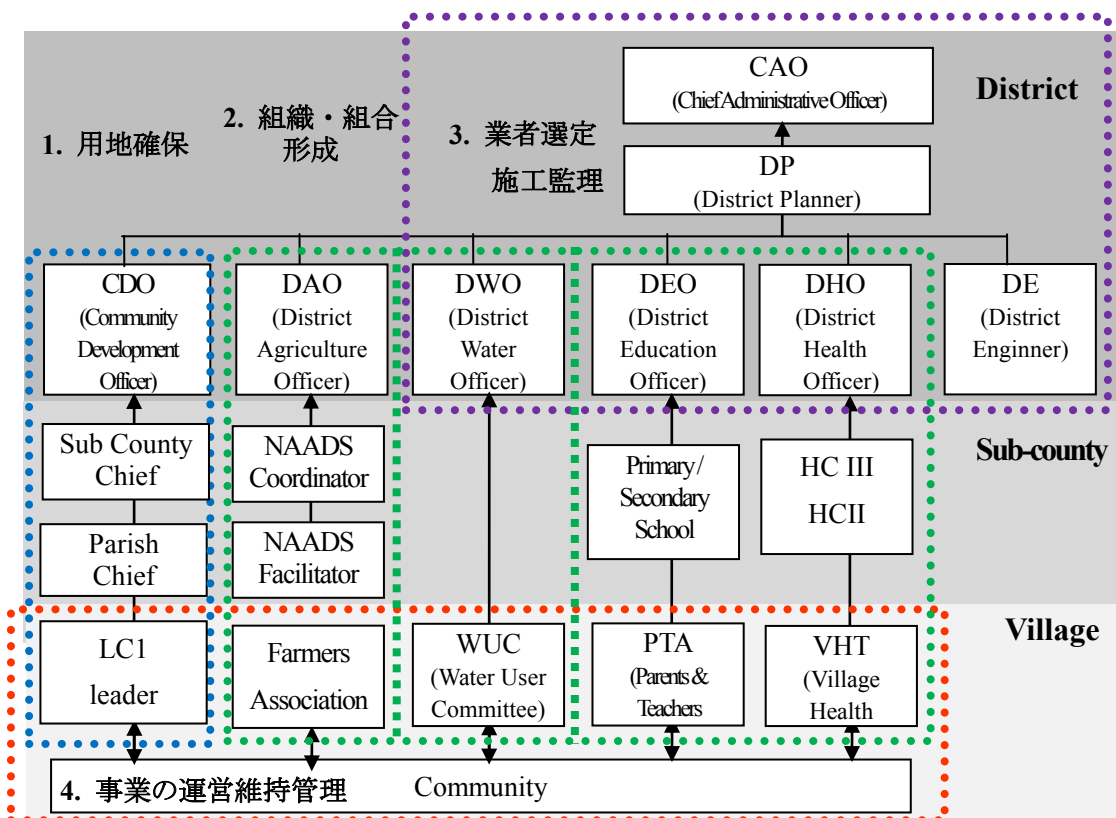 CAO
(Chief Administrative Officer)
District
1. 用地確保
2. 組織・組合
形成
3. 業者選定
施工監理
DP
(District Planner)
CDO
(Community
Development
Officer)
DAO
(District
Agriculture
Officer)
DWO
(District
Water
Officer)
DEO
(District
Education
Officer)
DHO
(District
Health
Officer)
DE
(District
Enginner)
Sub County
Chief
NAADS
Coordinator
Primary /
Secondary
School
HC III
HCII
Sub-county
Parish
Chief
NAADS
Facilitator
LC1
leader
Farmers
Association
WUC
(Water User
Committee)
PTA
(Parents &
Teachers
VHT
(Village
Health
Village
4. 事業の運営維持管理
Community